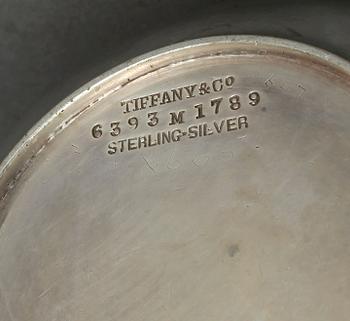 TIFFANY & Co
6393 M 1789
STERLING-SILVER